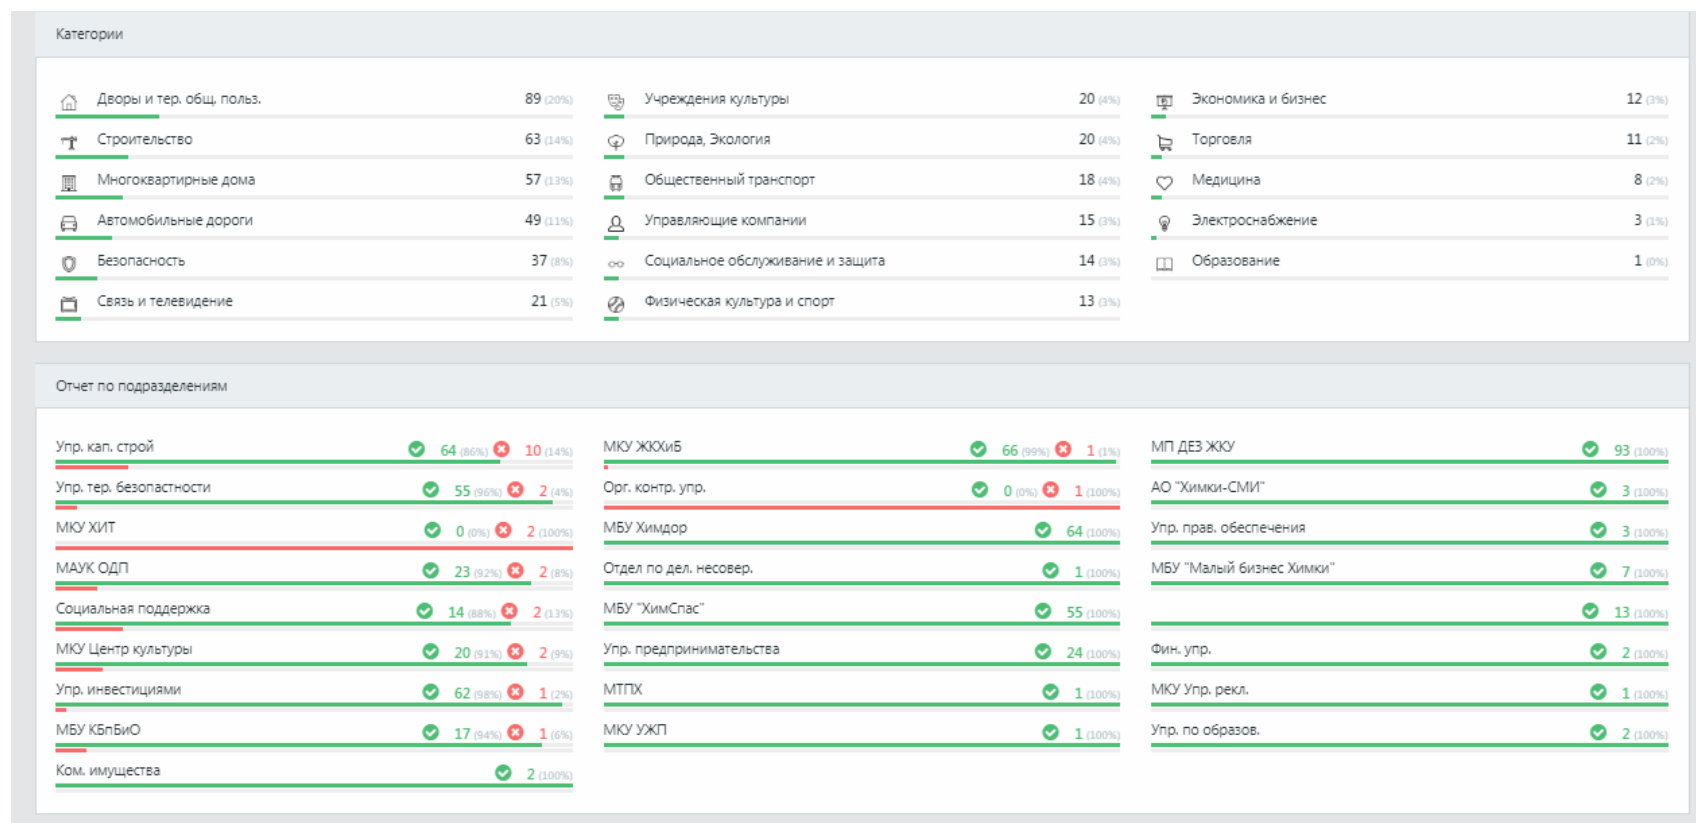 Категории
Дворы и тер. общ. польз. 89 (20%)
Строительство 63 (14%)
Многоквартирные дома 57 (13%)
Автомобильные дороги 49 (11%)
Безопасность 37 (8%)
Связь и телевидение 21 (5%)
Учреждения культуры 20 (4%)
Природа, Экология 20 (4%)
Общественный транспорт 18 (4%)
Управляющие компании 15 (3%)
Социальное обслуживание и защита 14 (3%)
Физическая культура и спорт 13 (3%)
Экономика и бизнес 12 (3%)
Торговля 11 (2%)
Медицина 8 (2%)
Электроснабжение 3 (1%)
Образование 1 (0%)
Отчет по подразделениям
Упр. кап. строй 64 (86%) 10 (14%)
Упр. тер. безопастности 55 (96%) 2 (4%)
МКУ ХИТ 0 (0%) 2 (100%)
МАУК ОДП 23 (92%) 2 (8%)
Социальная поддержка 14 (88%) 2 (13%)
МКУ Центр культуры 20 (91%) 2 (9%)
Упр. инвестициями 62 (98%) 1 (2%)
МБУ КБпБиО 17 (94%) 1 (6%)
Ком. имущества 2 (100%)
МКУ ЖКХиБ 66 (99%) 1 (1%)
Орг. контр. упр. 0 (0%) 1 (100%)
МБУ Химдор 64 (100%)
Отдел по дел. несовер. 1 (100%)
МБУ "ХимСпас" 55 (100%)
Упр. предпринимательства 24 (100%)
МТПХ 1 (100%)
МКУ УЖП 1 (100%)
МП ДЕЗ ЖКУ 93 (100%)
АО "Химки-СМИ" 3 (100%)
Упр. прав. обеспечения 3 (100%)
МБУ "Малый бизнес Химки" 7 (100%)
13 (100%)
Фин. упр. 2 (100%)
МКУ Упр. рекл. 1 (100%)
Упр. по образов. 2 (100%)